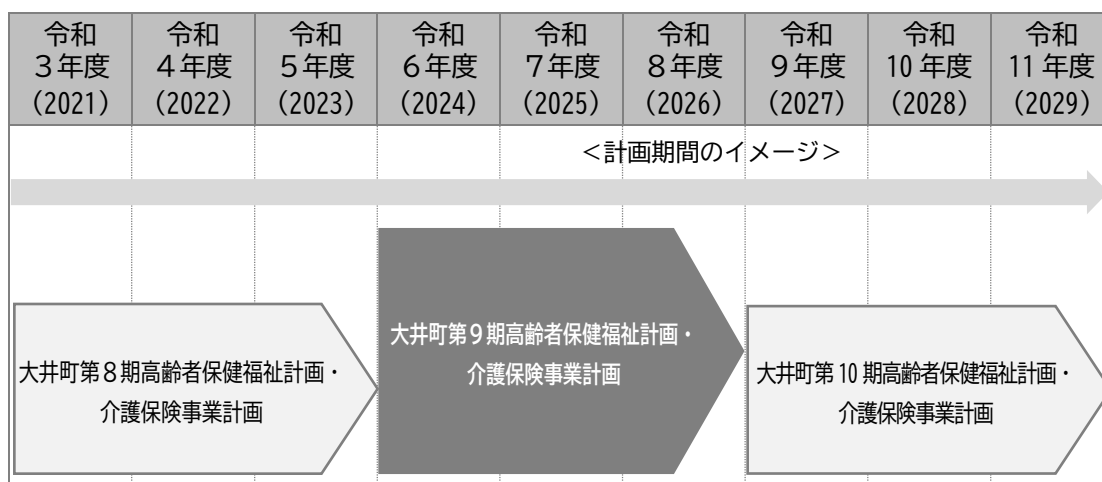 令和
３年度
(2021)
令和
４年度
(2022)
令和
５年度
(2023)
令和
６年度
(2024)
令和
７年度
(2025)
令和
８年度
(2026)
令和
９年度
(2027)
令和
10 年度
(2028)
令和
11 年度
(2029)
＜計画期間のイメージ＞
大井町第８期高齢者保健福祉計画・
介護保険事業計画
大井町第９期高齢者保健福祉計画・
介護保険事業計画
大井町第 10 期高齢者保健福祉計画・
介護保険事業計画